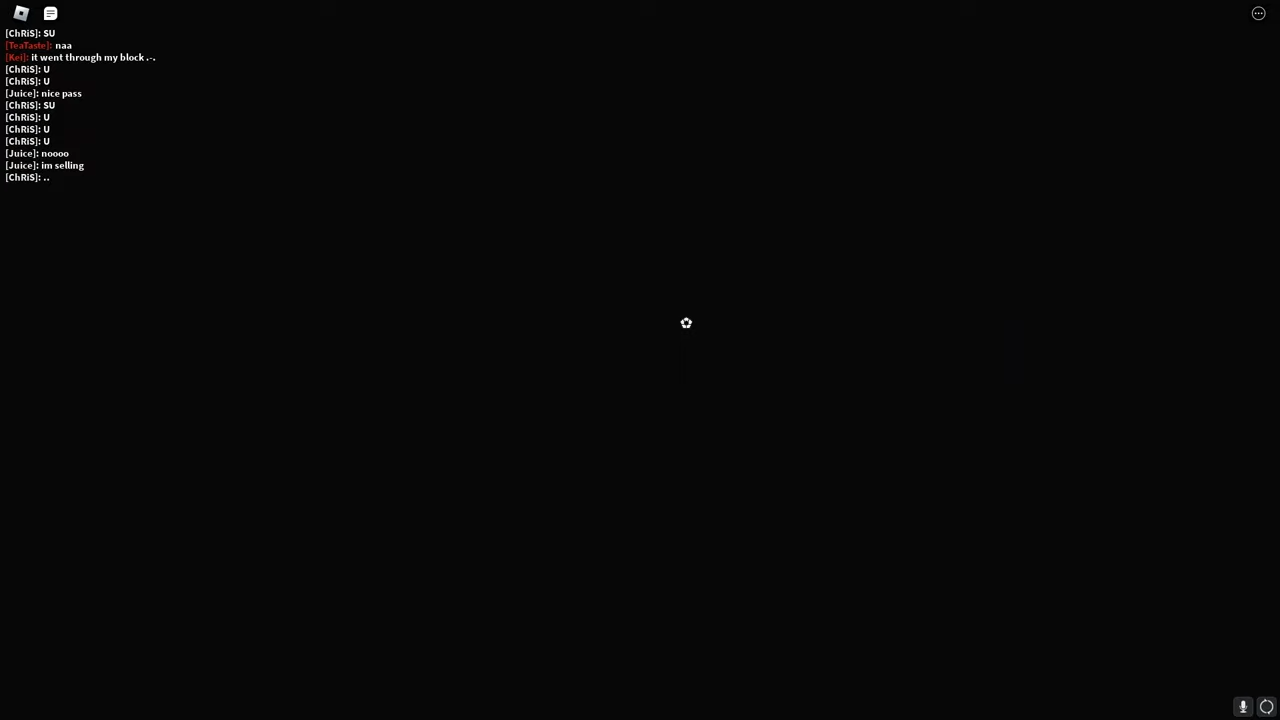 [ChRiS]: SU
[TeaTaste]: naa
[Kei]: it went through my block .-.
[ChRiS]: U
[ChRiS]: U
[Juice]: nice pass
[ChRiS]: SU
[ChRiS]: U
[ChRiS]: U
[ChRiS]: U
[Juice]: noooo
[Juice]: im selling
[ChRiS]: ..